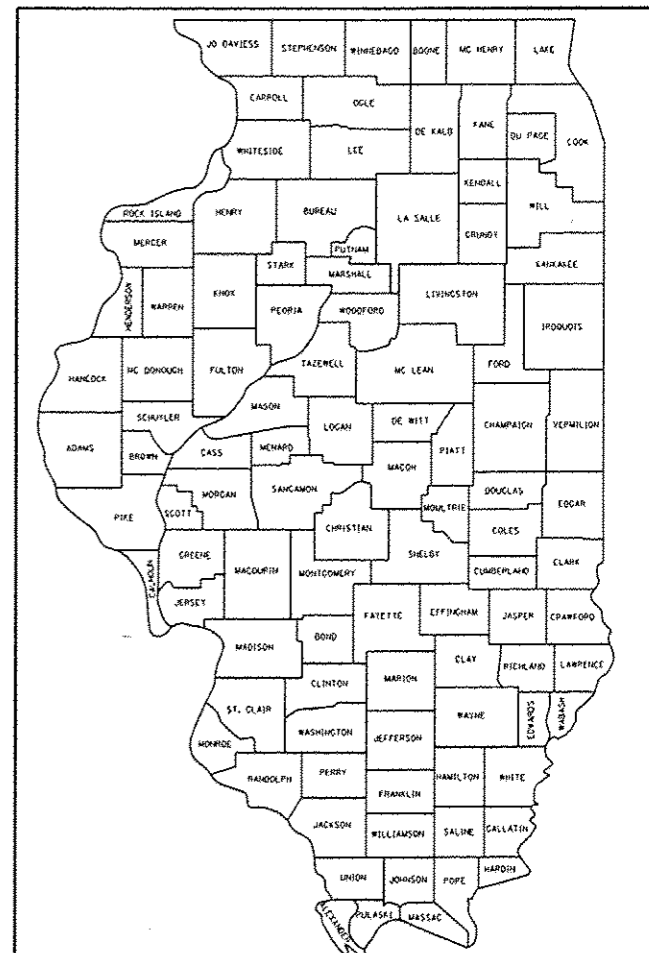 JO DAVIESS
STEPHENSON
WINNEBAGO
BOONE
MC HENRY
LAKE
CARROLL
OGLE
DE KALB
KANE
DU PAGE
COOK
WHITESIDE
LEE
KENDALL
ROCK ISLAND
HENRY
BUREAU
LA SALLE
WILL
MERCER
PUTNAM
GRUNDY
STARK
MARSHALL
KANKAKEE
HENDERSON
WARREN
KNOX
PEORIA
WOODFORD
LIVINGSTON
IROQUOIS
HANCOCK
MC DONOUGH
FULTON
TAZEWELL
MC LEAN
FORD
SCHUYLER
MASON
LOGAN
DE WITT
CHAMPAIGN
VERMILION
ADAMS
BROWN
CASS
MENARD
MACON
PIATT
PIKE
SCOTT
MORGAN
SANGAMON
CHRISTIAN
MOULTRIE
DOUGLAS
EDGAR
COLES
CALHOUN
GREENE
MACOUPIN
MONTGOMERY
SHELBY
CUMBERLAND
CLARK
JERSEY
FAYETTE
EFFINGHAM
JASPER
CRAWFORD
MADISON
BOND
CLAY
RICHLAND
LAWRENCE
CLINTON
MARION
ST. CLAIR
WAYNE
EDWARDS
WABASH
MONROE
WASHINGTON
JEFFERSON
RANDOLPH
PERRY
HAMILTON
WHITE
FRANKLIN
JACKSON
WILLIAMSON
SALINE
GALLATIN
UNION
JOHNSON
POPE
HARDIN
ALEXANDER
PULASKI
MASSAC